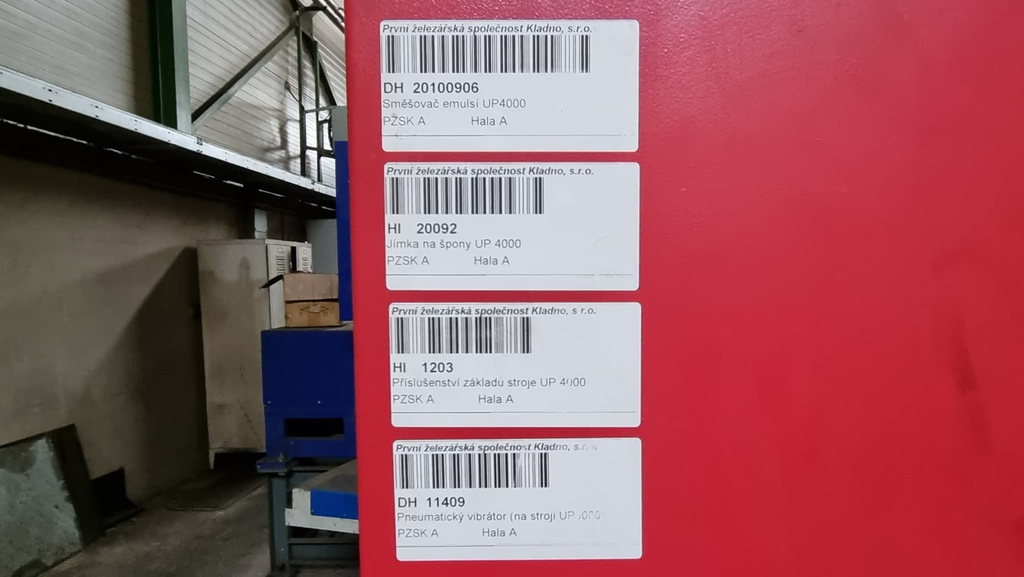 První železářská společnost Kladno, s.r.o.
DH 20100906
Směšovač emulsí UP4000
PZSK A Hala A
První železářská společnost Kladno, s.r.o.
HI 20092
Jímka na špony UP 4000
PZSK A Hala A
První železářská společnost Kladno, s r.o.
HI 1203
Příslušenství základu stroje UP 4000
PZSK A Hala A
První železářská společnost Kladno,
DH 11409
Pneumatický vibrátor (na stroji UP
PZSK A Hala A